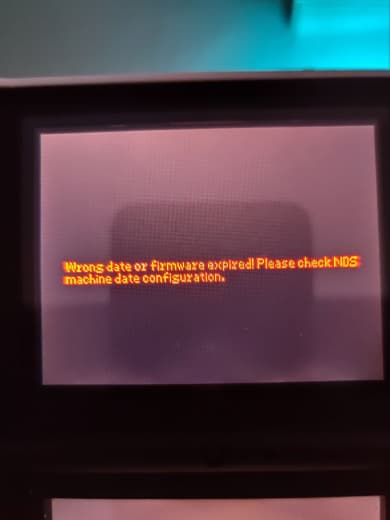 Wrong date or firmware expired! Please check NDS
machine date configuration.